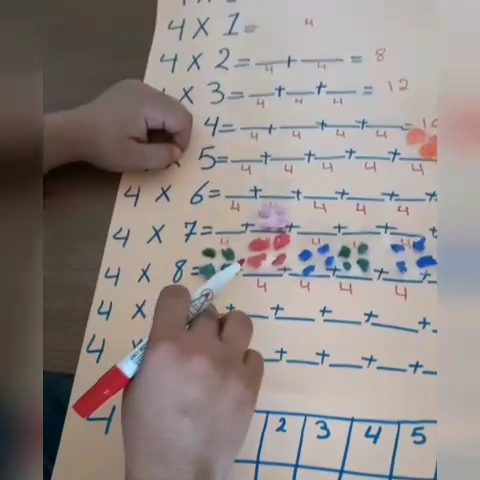 4 X 1 = 4
4 X 2 = 4 + 4 = 8
X 3 = 4 + 4 + 4 = 12
4 = 4 + 4 + 4 + 4 =
5 = 4 + 4 + 4 + 4 + 4
4 X 6 = 4 + 4 + 4 + 4 + 4 +
4 X 7 = + + + + +
4 X 8 = 4 + 4 + 4 + 4
4 X + + + + +
4 + + + +
4
2 3 4 5